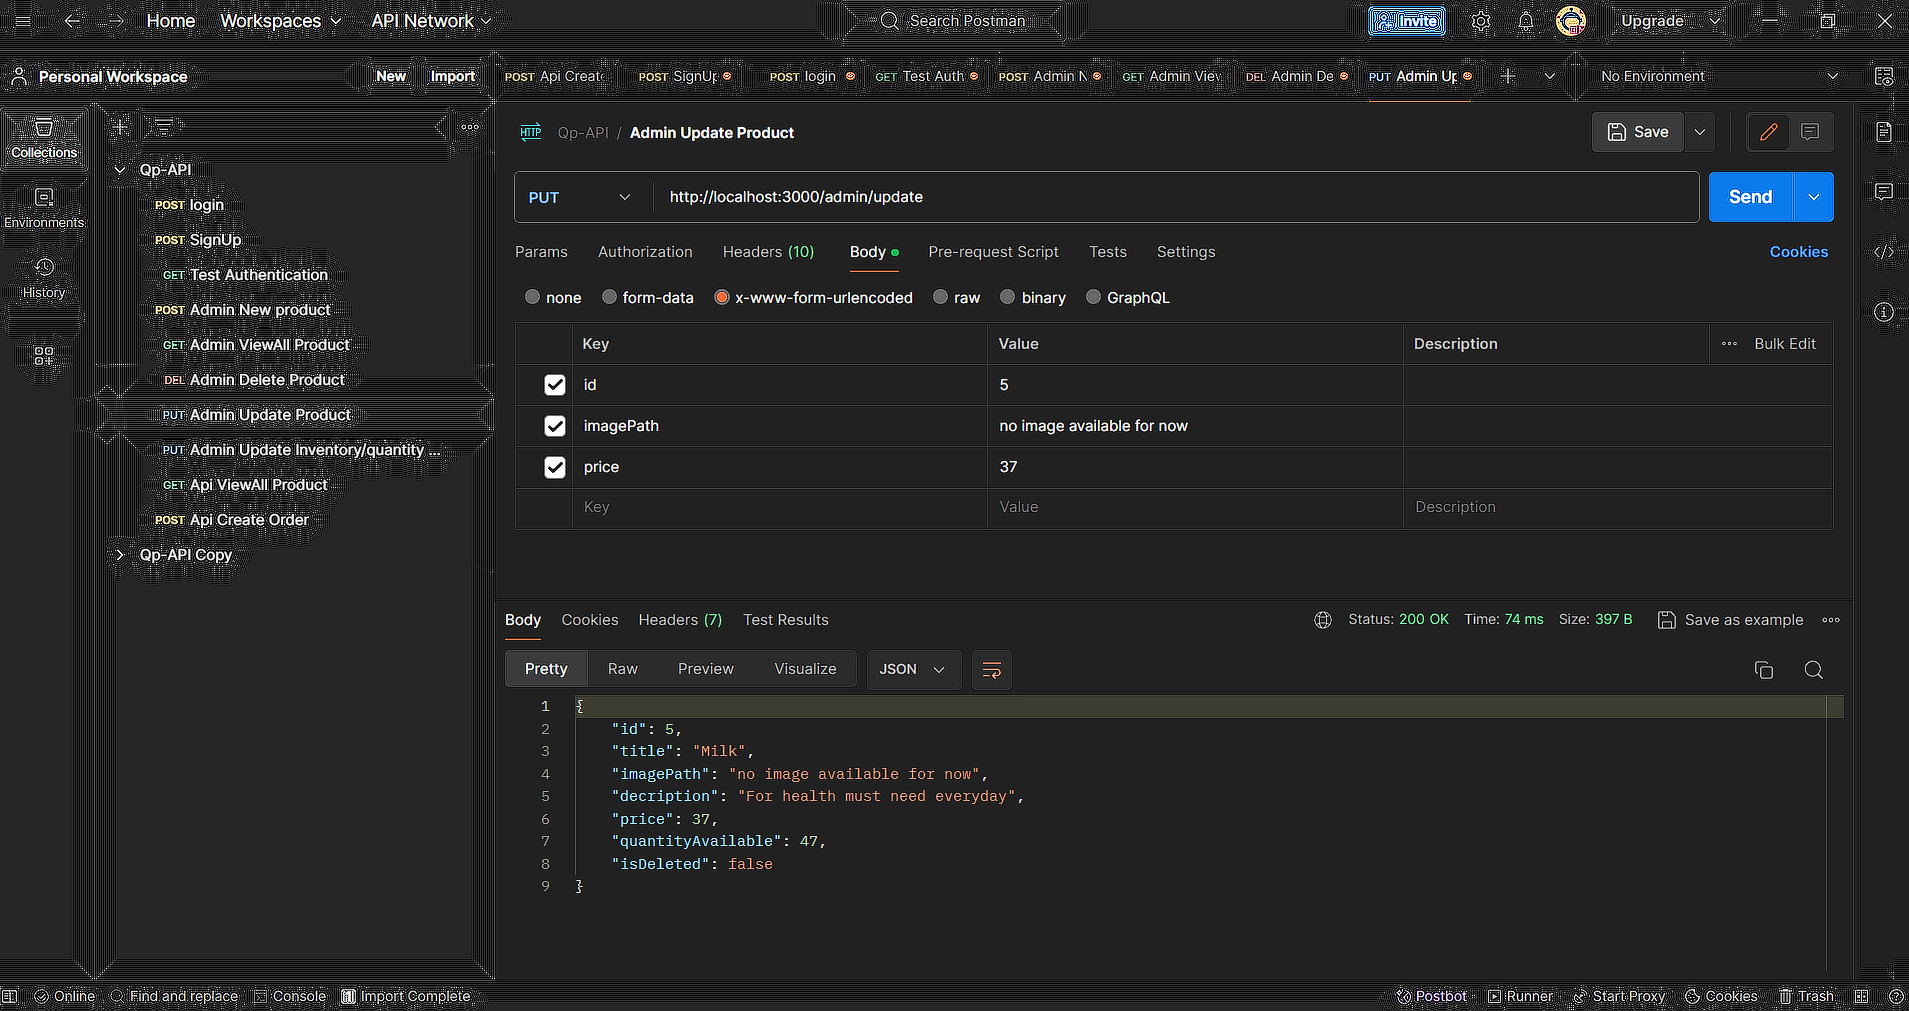 Home Workspaces API Network Search Postman Invite Upgrade
Personal Workspace New Import
POST Api Create POST SignUp POST login GET Test Auth POST Admin N GET Admin View DEL Admin De PUT Admin Up No Environment
Collections
Environments
History
Qp-API
POST login
POST SignUp
GET Test Authentication
POST Admin New product
GET Admin ViewAll Product
DEL Admin Delete Product
PUT Admin Update Product
PUT Admin Update Inventory/quantity ...
GET Api ViewAll Product
POST Api Create Order
Qp-API Copy
HTTP Qp-API / Admin Update Product Save
PUT http://localhost:3000/admin/update Send
Params Authorization Headers (10) Body Pre-request Script Tests Settings Cookies
none form-data x-www-form-urlencoded raw binary GraphQL
Key Value Description Bulk Edit
id 5
imagePath no image available for now
price 37
Key Value Description
Body Cookies Headers (7) Test Results Status: 200 OK Time: 74 ms Size: 397 B Save as example
Pretty Raw Preview Visualize JSON
1 {
2 "id": 5,
3 "title": "Milk",
4 "imagePath": "no image available for now",
5 "decription": "For health must need everyday",
6 "price": 37,
7 "quantityAvailable": 47,
8 "isDeleted": false
9 }
Online Find and replace Console Import Complete Postbot Runner Start Proxy Cookies Trash